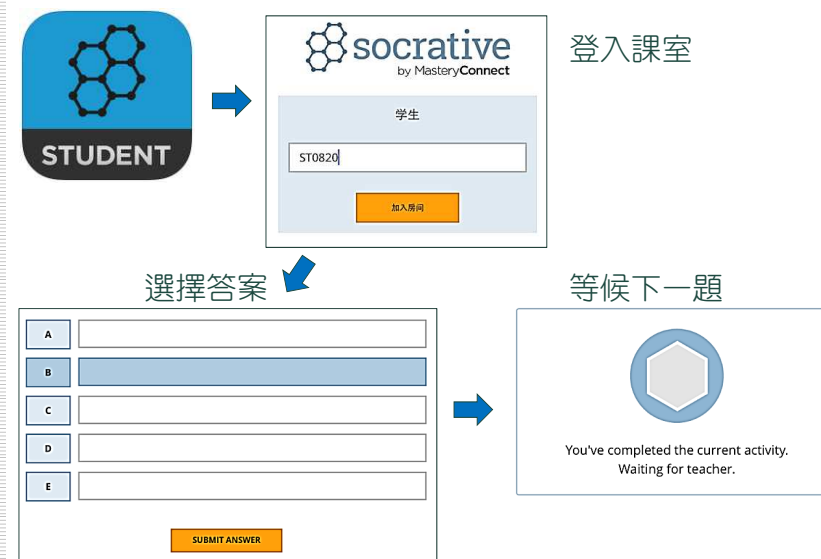 STUDENT
socrative
by MasteryConnect
学生
ST0820
加入房间
登入課室
選擇答案
A
B
C
D
E
SUBMIT ANSWER
等候下一題
You've completed the current activity.
Waiting for teacher.